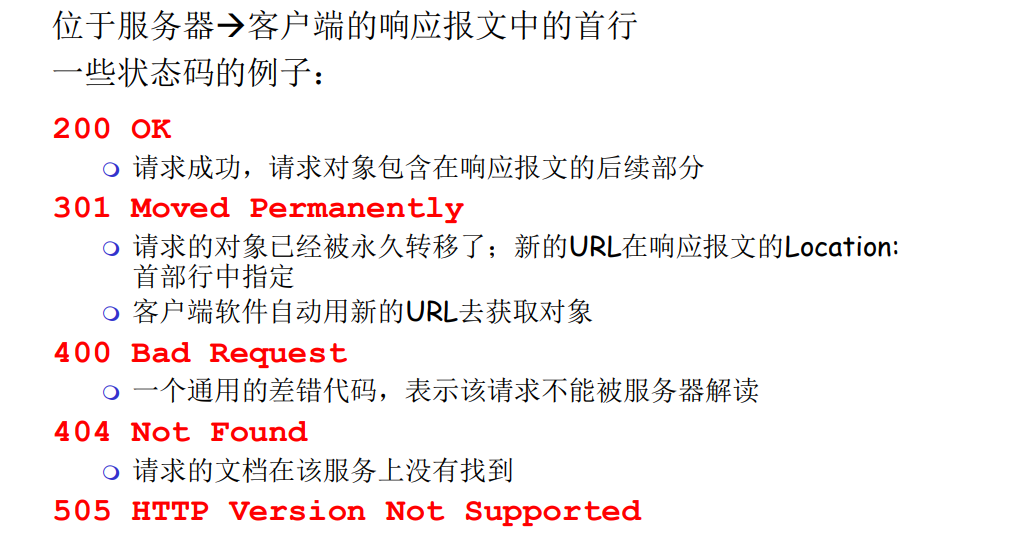 位于服务器→客户端的响应报文中的首行
一些状态码的例子：
200 OK
请求成功，请求对象包含在响应报文的后续部分
301 Moved Permanently
请求的对象已经被永久转移了；新的URL在响应报文的Location:
首部行中指定
客户端软件自动用新的URL去获取对象
400 Bad Request
一个通用的差错代码，表示该请求不能被服务器解读
404 Not Found
请求的文档在该服务上没有找到
505 HTTP Version Not Supported